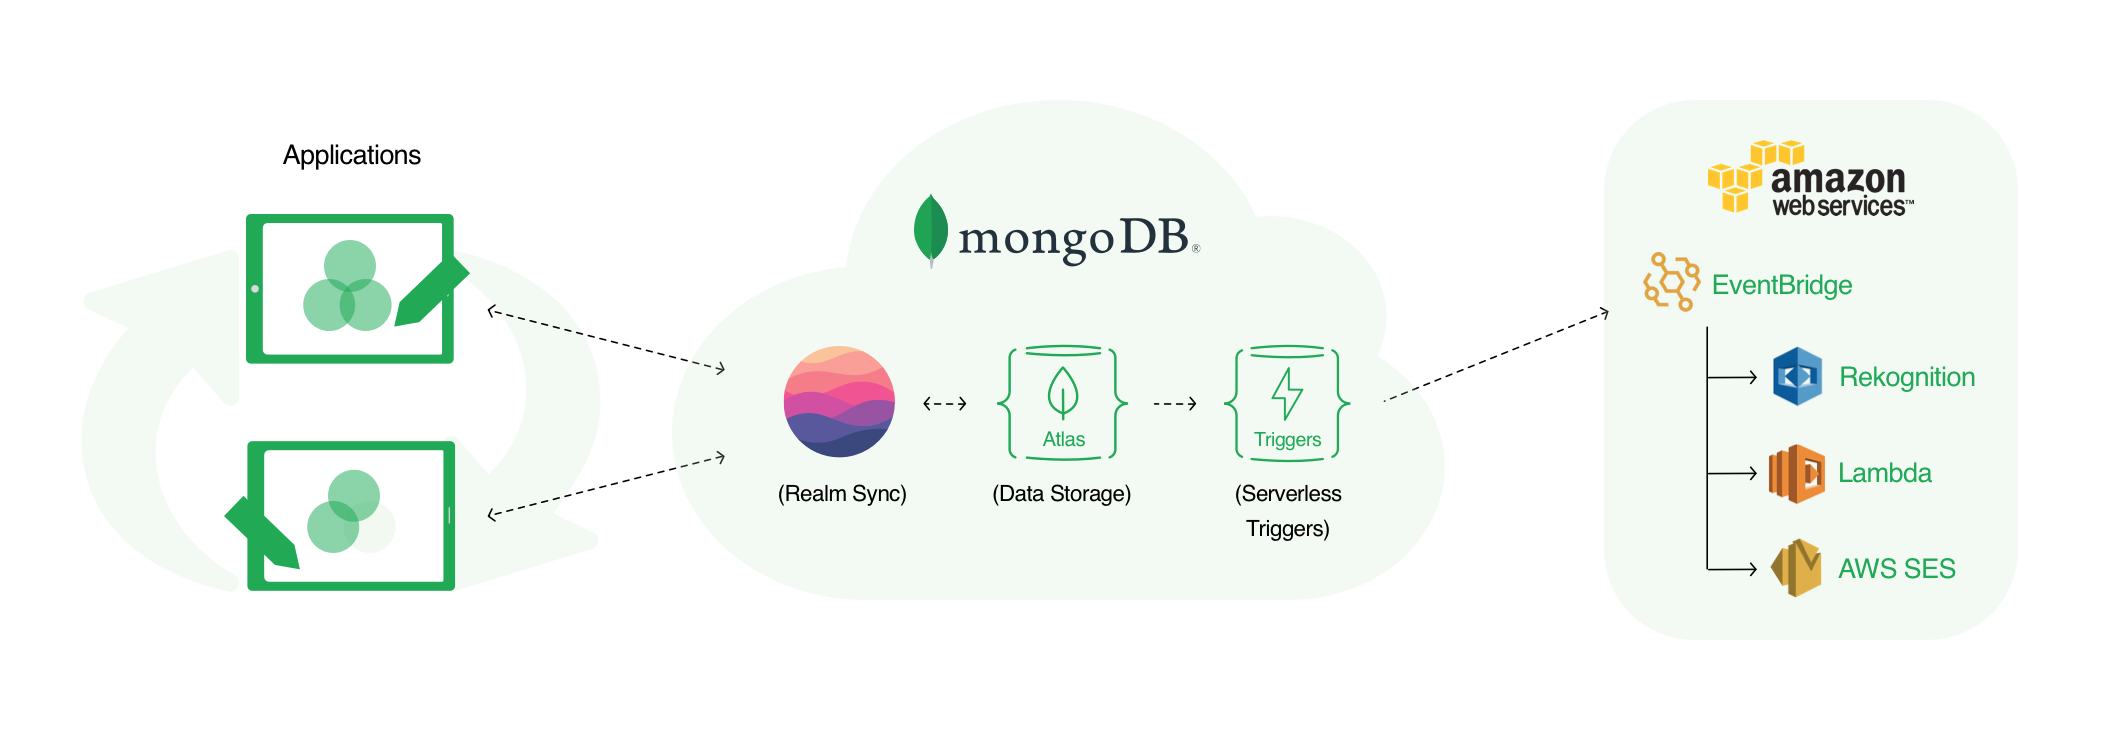 Applications
mongoDB®
Atlas
Triggers
(Realm Sync)
(Data Storage)
(Serverless
Triggers)
amazon
web services™
EventBridge
Rekognition
Lambda
AWS SES